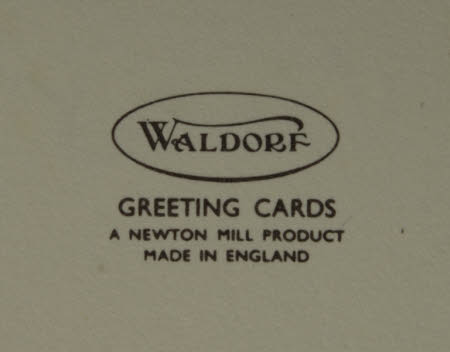 WALDORF
GREETING CARDS
A NEWTON MILL PRODUCT
MADE IN ENGLAND